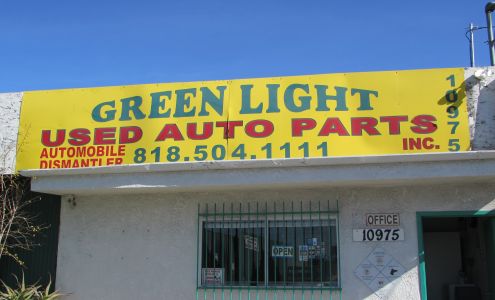 GREEN LIGHT
USED AUTO PARTS
INC.
AUTOMOBILE
DISMANTLER
818.504.1111
10975
OFFICE
10975
OPEN